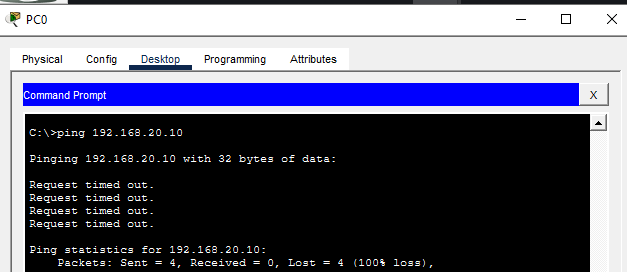 PC0
Physical Config Desktop Programming Attributes
Command Prompt X
C:\>ping 192.168.20.10
Pinging 192.168.20.10 with 32 bytes of data:
Request timed out.
Request timed out.
Request timed out.
Request timed out.
Ping statistics for 192.168.20.10:
Packets: Sent = 4, Received = 0, Lost = 4 (100% loss),